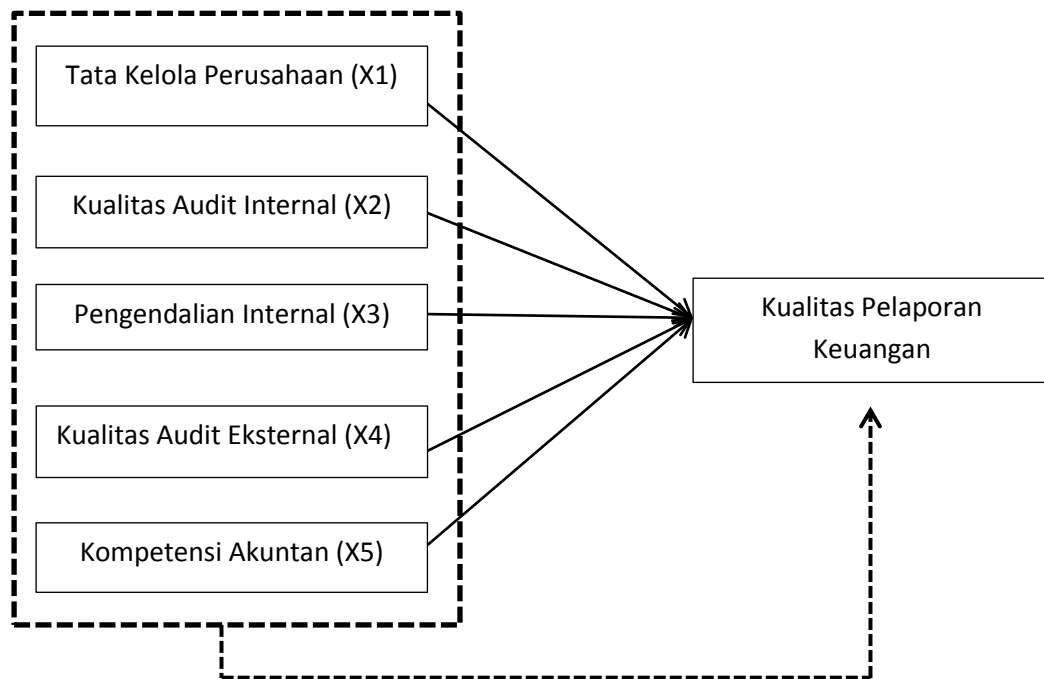 Tata Kelola Perusahaan (X1)
Kualitas Audit Internal (X2)
Pengendalian Internal (X3)
Kualitas Audit Eksternal (X4)
Kompetensi Akuntan (X5)
Kualitas Pelaporan
Keuangan